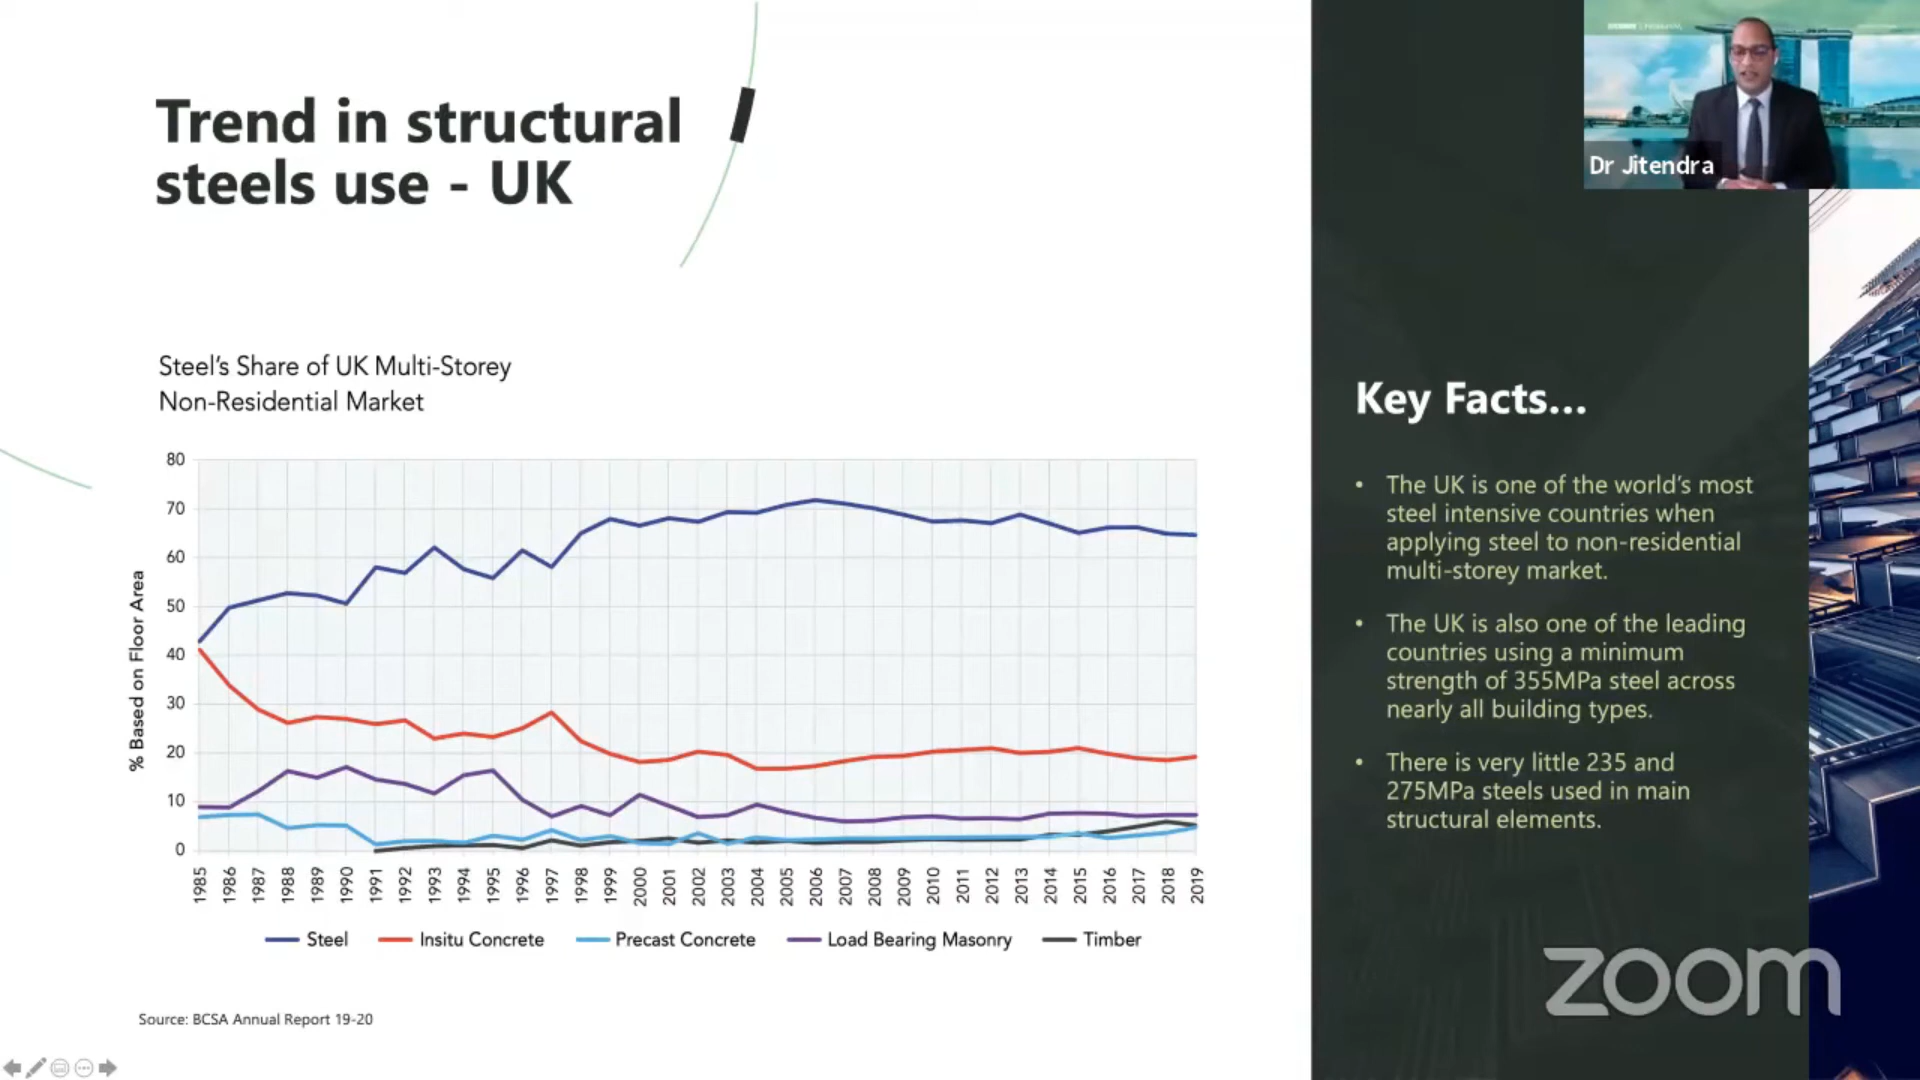 Trend in structural
steels use - UK
Steel's Share of UK Multi-Storey
Non-Residential Market
% Based on Floor Area
80
70
60
50
40
30
20
10
0
1985 1986 1987 1988 1989 1990 1991 1992 1993 1994 1995 1996 1997 1998 1999 2000 2001 2002 2003 2004 2005 2006 2007 2008 2009 2010 2011 2012 2013 2014 2015 2016 2017 2018 2019
Steel Insitu Concrete Precast Concrete Load Bearing Masonry Timber
Source: BCSA Annual Report 19-20
Dr Jitendra
Key Facts...
• The UK is one of the world's most
steel intensive countries when
applying steel to non-residential
multi-storey market.
• The UK is also one of the leading
countries using a minimum
strength of 355MPa steel across
nearly all building types.
• There is very little 235 and
275MPa steels used in main
structural elements.
zoom